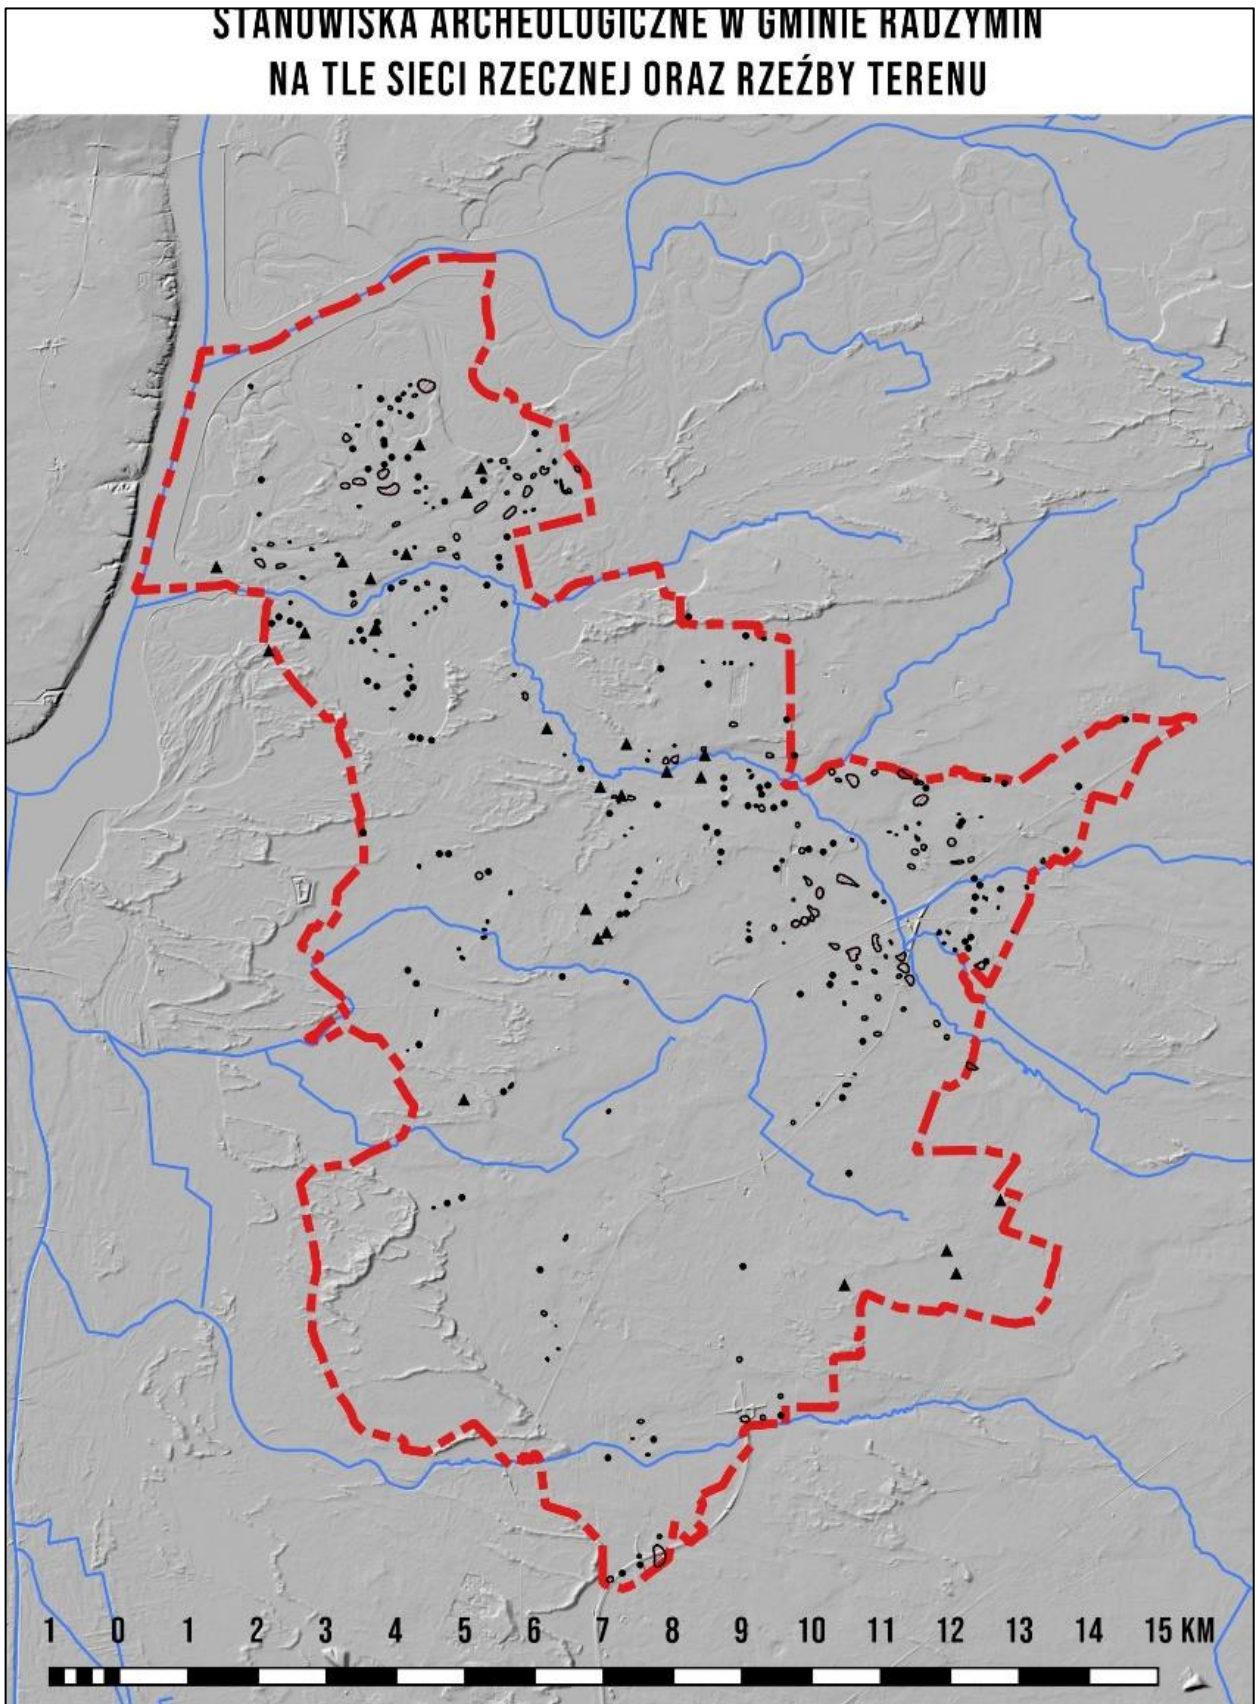 STANOWISKA ARCHEOLOGICZNE W GMINIE RADZYMIN
NA TLE SIECI RZECZNEJ ORAZ RZEŹBY TERENU
1 0 1 2 3 4 5 6 7 8 9 10 11 12 13 14 15 KM